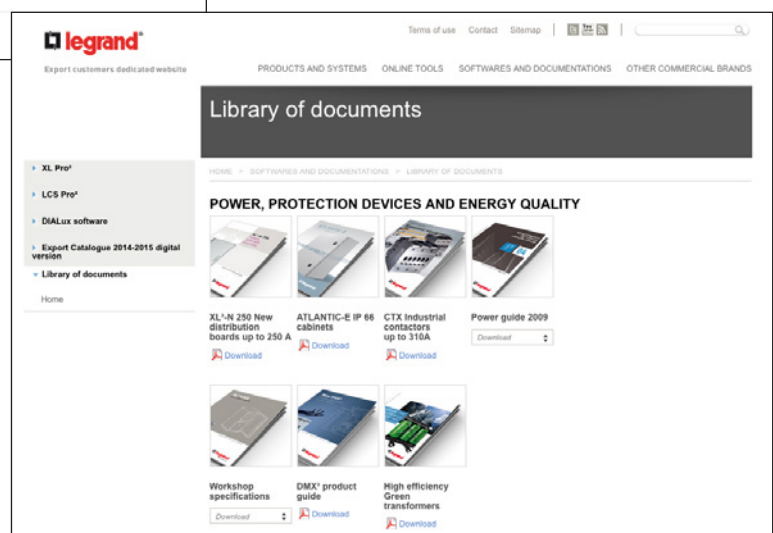 legrand®
Export customers dedicated website
Terms of use Contact Sitemap
PRODUCTS AND SYSTEMS ONLINE TOOLS SOFTWARES AND DOCUMENTATIONS OTHER COMMERCIAL BRANDS
Library of documents
XL Pro³
LCS Pro³
DIALux software
Export Catalogue 2014-2015 digital
version
Library of documents
Home
HOME > SOFTWARES AND DOCUMENTATIONS > LIBRARY OF DOCUMENTS
POWER, PROTECTION DEVICES AND ENERGY QUALITY
XL³-N 250 New
distribution
boards up to 250 A
Download
ATLANTIC-E IP 66
cabinets
Download
CTX Industrial
contactors
up to 310A
Download
Power guide 2009
Download
Workshop
specifications
Download
DMX³ product
guide
Download
High efficiency
Green
transformers
Download